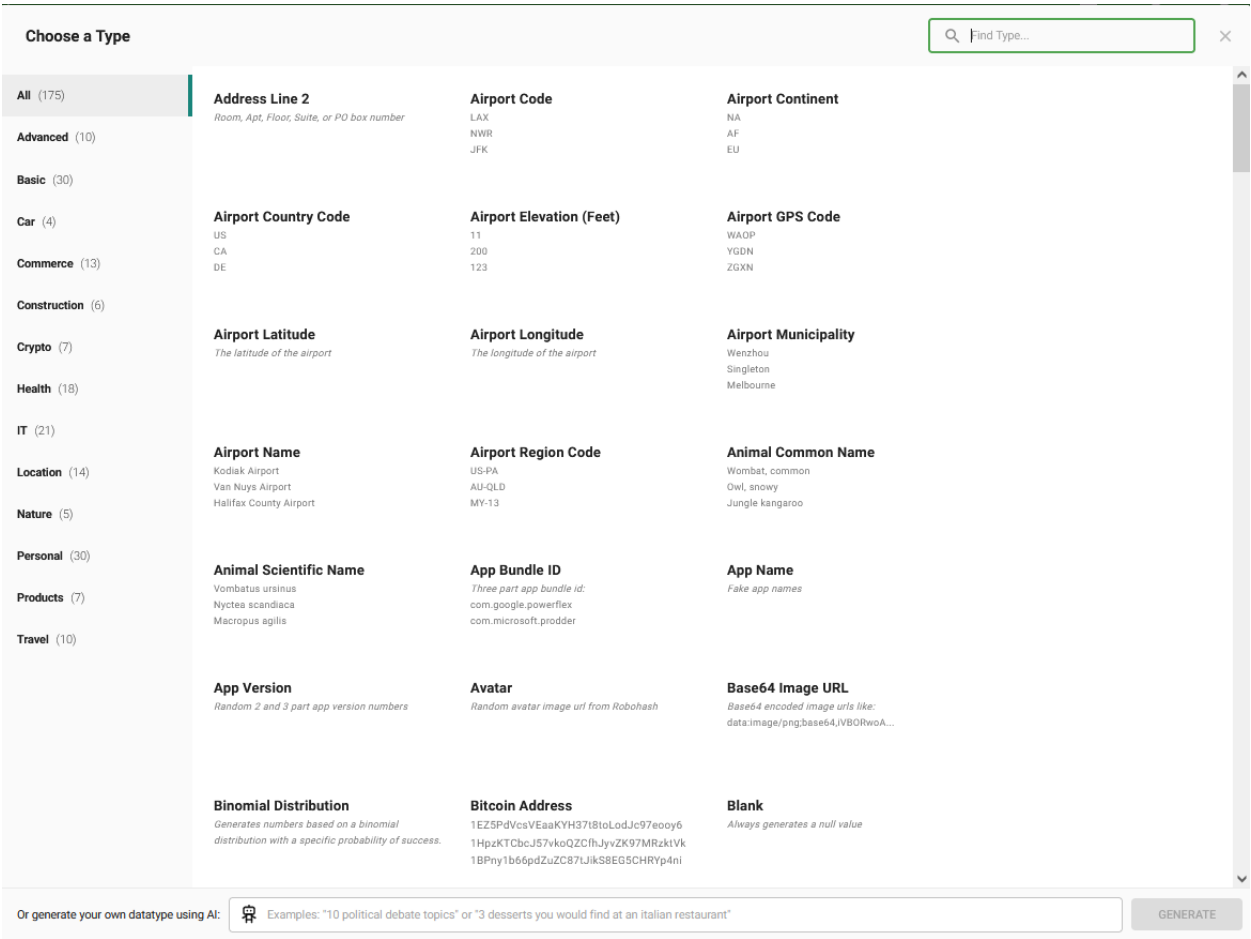 Choose a Type
Find Type...
All (175)
Advanced (10)
Basic (30)
Car (4)
Commerce (13)
Construction (6)
Crypto (7)
Health (18)
IT (21)
Location (14)
Nature (5)
Personal (30)
Products (7)
Travel (10)
Address Line 2
Room, Apt, Floor, Suite, or PO box number
Airport Code
LAX
NWR
JFK
Airport Continent
NA
AF
EU
Airport Country Code
US
CA
DE
Airport Elevation (Feet)
11
200
123
Airport GPS Code
WAOP
YGDN
ZGXN
Airport Latitude
The latitude of the airport
Airport Longitude
The longitude of the airport
Airport Municipality
Wenzhou
Singleton
Melbourne
Airport Name
Kodiak Airport
Van Nuys Airport
Halifax County Airport
Airport Region Code
US-PA
AU-QLD
MY-13
Animal Common Name
Wombat, common
Owl, snowy
Jungle kangaroo
Animal Scientific Name
Vombatus ursinus
Nyctea scandiaca
Macropus agilis
App Bundle ID
Three part app bundle id:
com.google.powerflex
com.microsoft.prodder
App Name
Fake app names
App Version
Random 2 and 3 part app version numbers
Avatar
Random avatar image url from Robohash
Base64 Image URL
Base64 encoded image urls like:
data:image/png;base64,iVBORwoA...
Binomial Distribution
Generates numbers based on a binomial
distribution with a specific probability of success.
Bitcoin Address
1EZ5PdVcsVEaaKYH37t8toLodJc97eooy6
1HpzKTCbcJ57vkoQZCfhJyvZK97MRzktVk
1BPny1b66pdZuZC87tJikS8EG5CHRYp4ni
Blank
Always generates a null value
Or generate your own datatype using AI:
Examples: "10 political debate topics" or "3 desserts you would find at an italian restaurant"
GENERATE